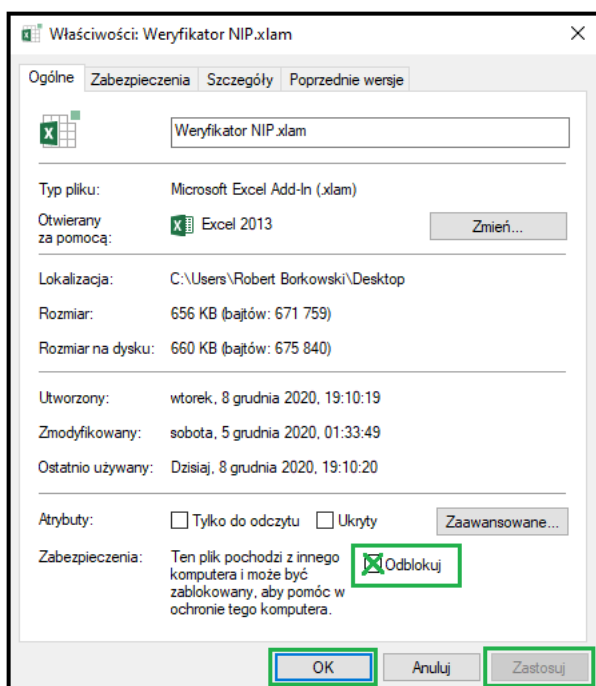 Właściwości: Weryfikator NIP.xlam
Ogólne Zabezpieczenia Szczegóły Poprzednie wersje
Weryfikator NIP.xlam
Typ pliku: Microsoft Excel Add-In (.xlam)
Otwierany za pomocą: Excel 2013 Zmień...
Lokalizacja: C:\Users\Robert Borkowski\Desktop
Rozmiar: 656 KB (bajtów: 671 759)
Rozmiar na dysku: 660 KB (bajtów: 675 840)
Utworzony: wtorek, 8 grudnia 2020, 19:10:19
Zmodyfikowany: sobota, 5 grudnia 2020, 01:33:49
Ostatnio używany: Dzisiaj, 8 grudnia 2020, 19:10:20
Atrybuty: Tylko do odczytu Ukryty Zaawansowane...
Zabezpieczenia: Ten plik pochodzi z innego
komputera i może być
zablokowany, aby pomóc w
ochronie tego komputera.
Odblokuj
OK Anuluj Zastosuj